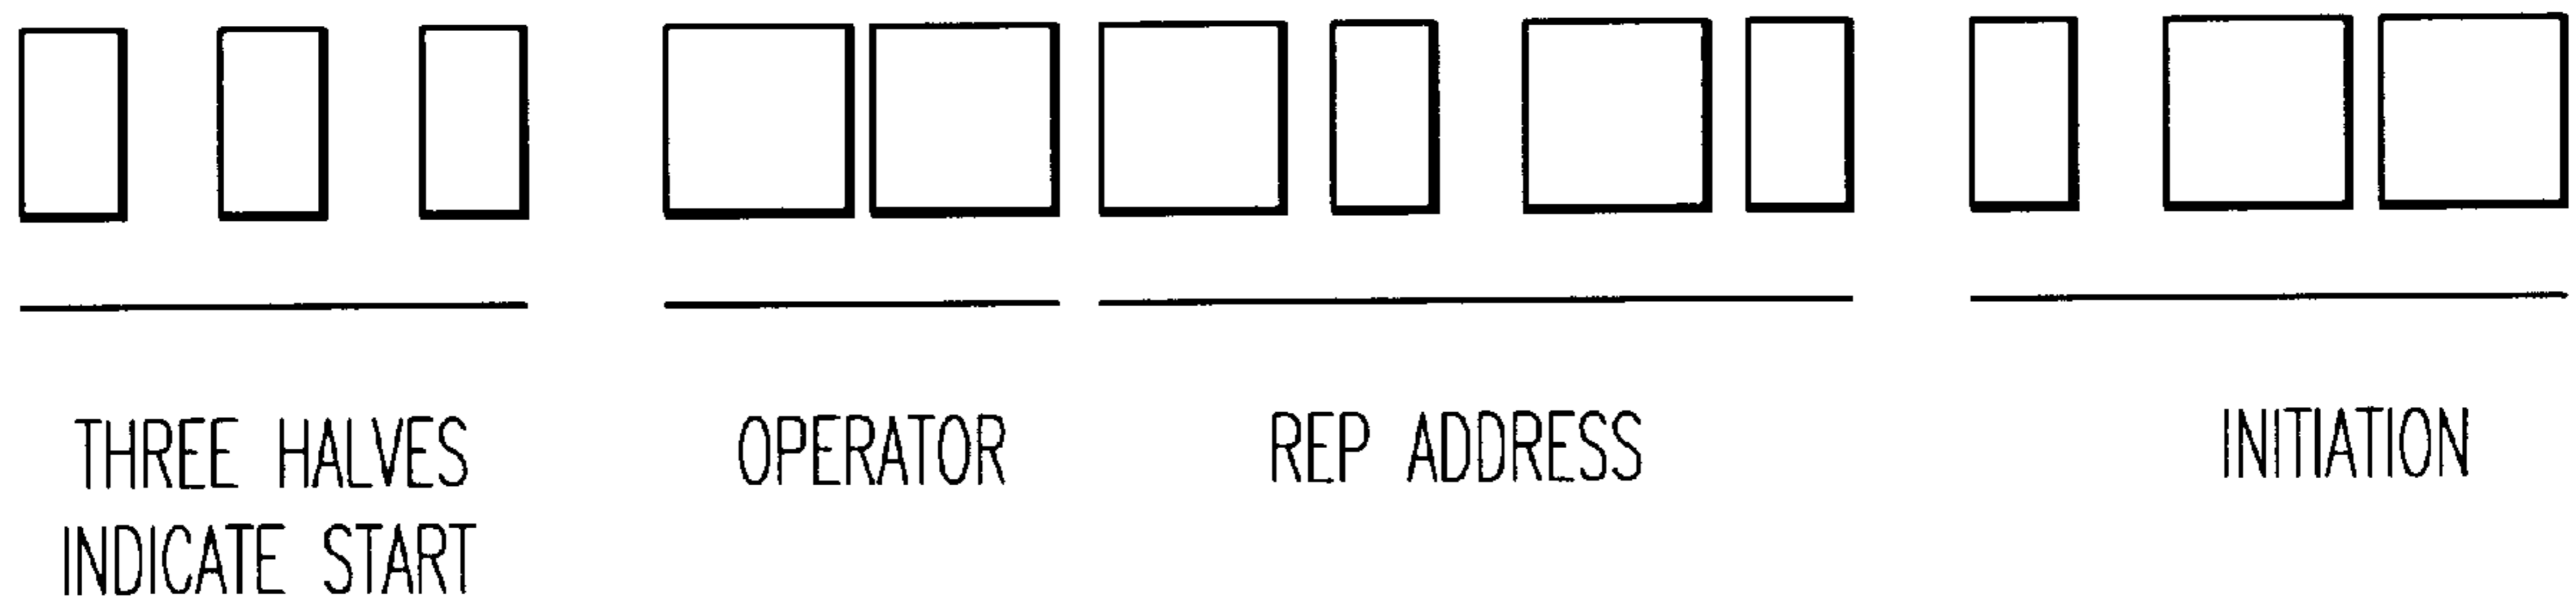 THREE HALVES
INDICATE START
OPERATOR
REP ADDRESS
INITIATION